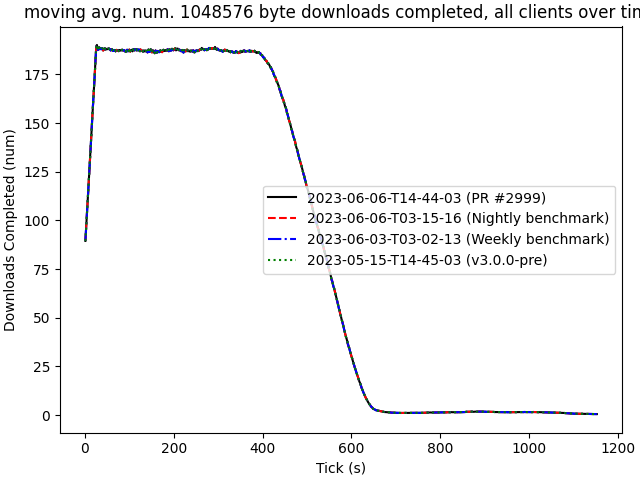 moving avg. num. 1048576 byte downloads completed, all clients over
175
150
125
100
75
50
25
0
Downloads Completed (num)
2023-06-06-T14-44-03 (PR #2999)
2023-06-06-T03-15-16 (Nightly benchmark)
2023-06-03-T03-02-13 (Weekly benchmark)
2023-05-15-T14-45-03 (v3.0.0-pre)
0 200 400 600 800 1000 1200
Tick (s)